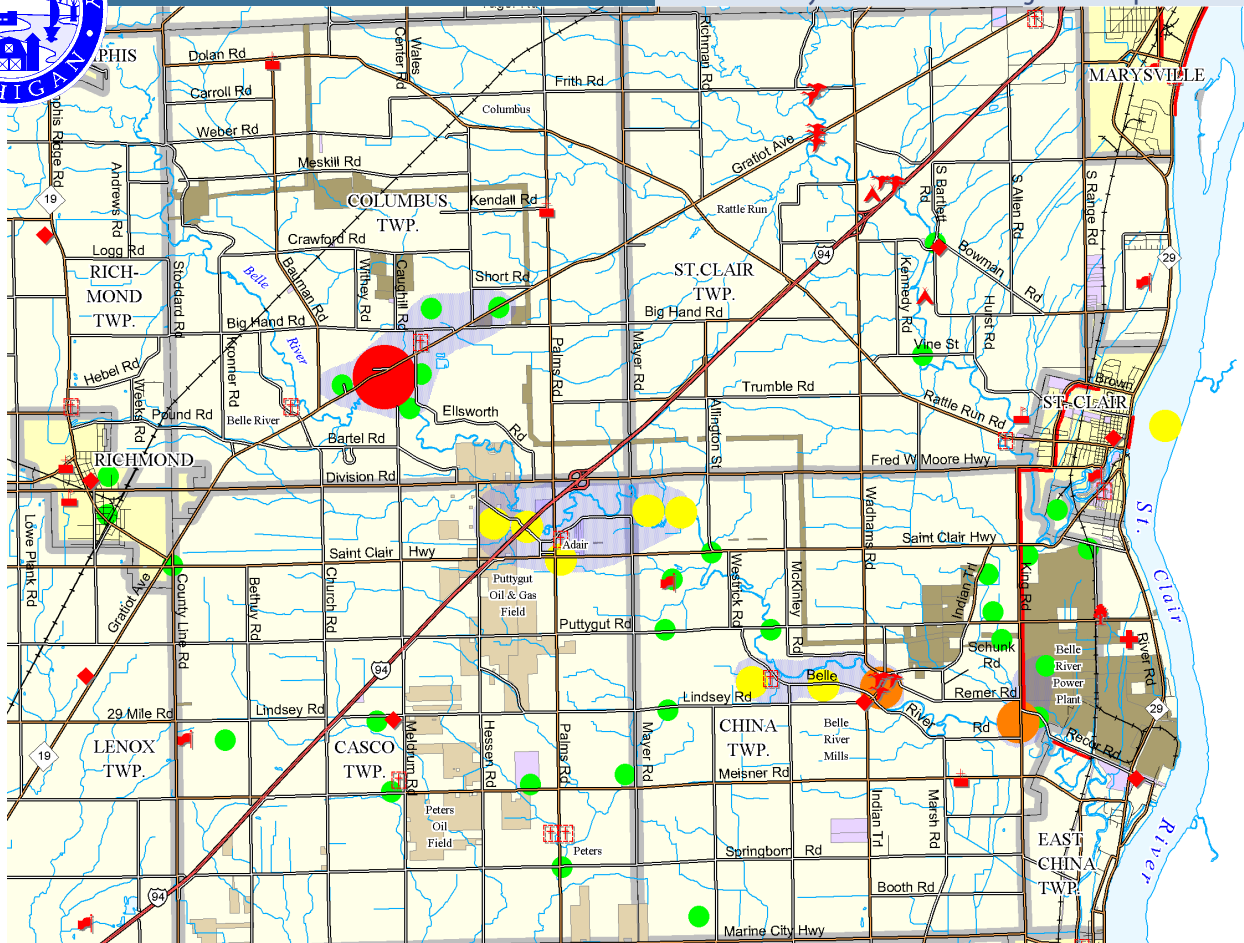 MICHIGAN
Dolan Rd
Wales
Center Rd
Richman Rd
Frith Rd
MARYSVILLE
Carroll Rd
Columbus
Weber Rd
Gratiot Ave
Meskill Rd
Andrews Rd
S Bartlett
Rd
S Allen Rd
S Range Rd
19
COLUMBUS
TWP.
Kendall Rd
Rattle Run
Crawford Rd
Logg Rd
94
Bowman
Rd
29
RICH-
MOND
TWP.
Stoddard Rd
Belle
River
Bauman Rd
Withey Rd
Caughill Rd
Short Rd
ST.CLAIR
TWP.
Kennedy Rd
Hurst Rd
Big Hand Rd
Big Hand Rd
Kronner Rd
Palms Rd
Mayer Rd
Vine St
Hebel Rd
Weeks Rd
Trumble Rd
Brown
Rattle Run Rd
ST. CLAIR
Pound Rd
Belle River
Ellsworth
Rd
Allington St
Bartel Rd
RICHMOND
Division Rd
Fred W Moore Hwy
Lowe Plank Rd
Wadhams Rd
St.
Clair
River
Saint Clair Hwy
Adair
Saint Clair Hwy
Gratiot Ave
County Line Rd
Bethuy Rd
Church Rd
Puttygut
Oil & Gas
Field
Westrick Rd
McKinley Rd
Indian Trl
King Rd
Puttygut Rd
Schunk
Rd
Belle
River
Power
Plant
River Rd
94
Lindsey Rd
Belle
River
Rd
Remer Rd
29
29 Mile Rd
Lindsey Rd
19
LENOX
TWP.
CASCO
TWP.
Meldrum Rd
Hessen Rd
Palms Rd
Mayer Rd
CHINA
TWP.
Belle
River
Mills
Recor Rd
Meisner Rd
Peters
Oil
Field
Indian Trl
Marsh Rd
Peters
Springborn Rd
EAST
CHINA
TWP.
94
Booth Rd
Marine City Hwy